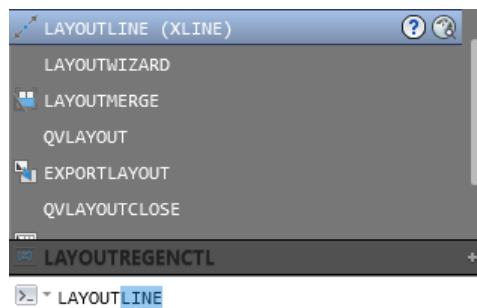 LAYOUTLINE (XLINE)
LAYOUTWIZARD
LAYOUTMERGE
QVLAYOUT
EXPORTLAYOUT
QVLAYOUTCLOSE
LAYOUTREGENCTL +
LAYOUTLINE